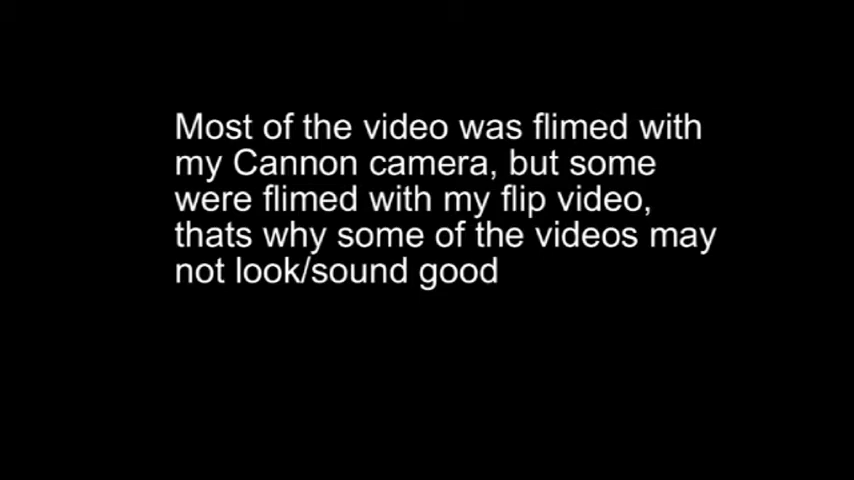 Most of the video was flimed with
my Cannon camera, but some
were flimed with my flip video,
thats why some of the videos may
not look/sound good